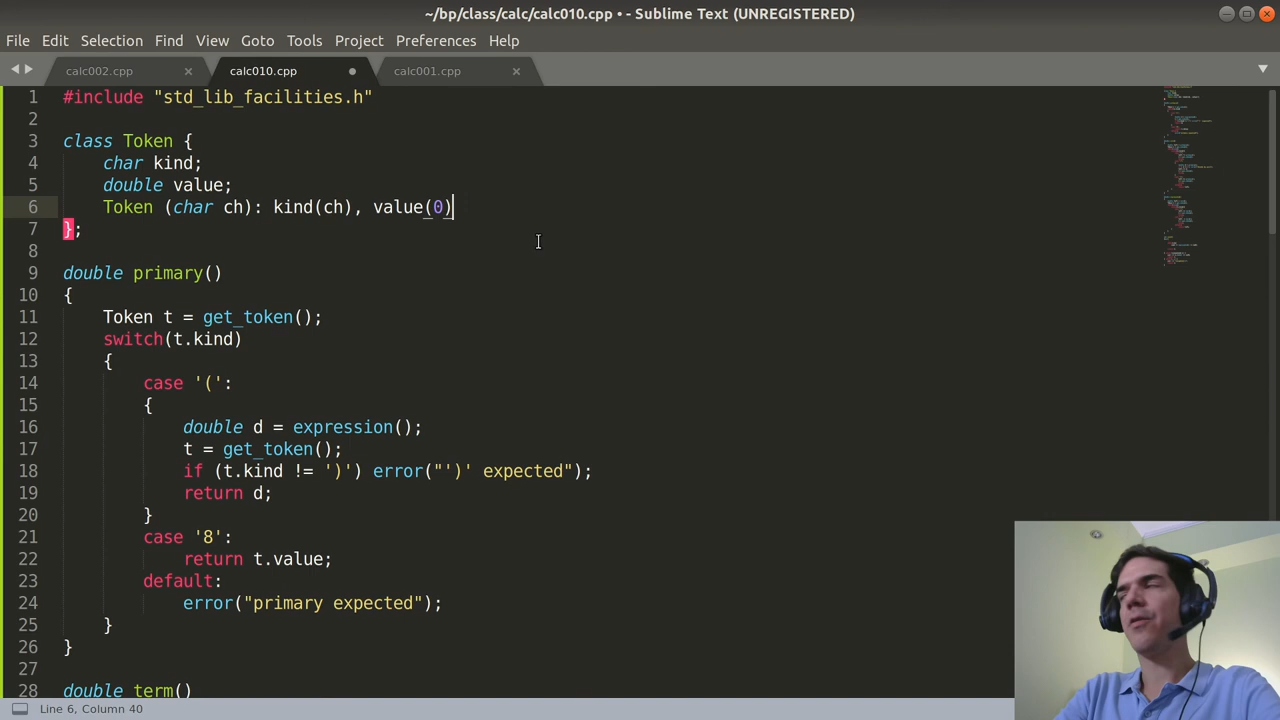 ~/bp/class/calc/calc010.cpp • - Sublime Text (UNREGISTERED)
File Edit Selection Find View Goto Tools Project Preferences Help
calc002.cpp calc010.cpp calc001.cpp
1 #include "std_lib_facilities.h"
2
3 class Token {
4 char kind;
5 double value;
6 Token (char ch): kind(ch), value(0)
7 };
8
9 double primary()
10 {
11 Token t = get_token();
12 switch(t.kind)
13 {
14 case '(':
15 {
16 double d = expression();
17 t = get_token();
18 if (t.kind != ')') error("')' expected");
19 return d;
20 }
21 case '8':
22 return t.value;
23 default:
24 error("primary expected");
25 }
26 }
27
28 double term()
Line 6, Column 40